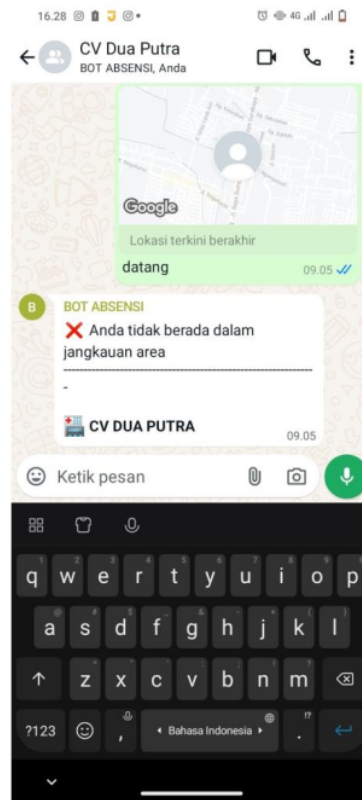 16.28
4G
CV Dua Putra
BOT ABSENSI, Anda
Google
Lokasi terkini berakhir
datang
09.05
B
BOT ABSENSI
❌ Anda tidak berada dalam
jangkauan area
--------------------------------------------------
-
🏥 CV DUA PUTRA
09.05
Ketik pesan
q w e r t y u i o p
a s d f g h j k l
z x c v b n m
?123 , Bahasa Indonesia . !?